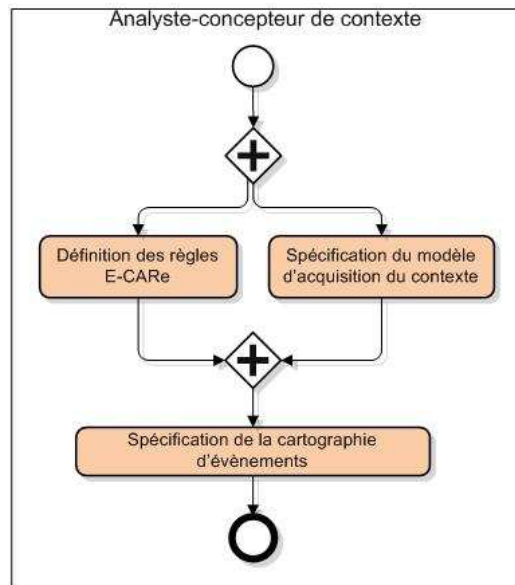 Analyste-concepteur de contexte
Définition des règles
E-CARe
Spécification du modèle
d'acquisition du contexte
Spécification de la cartographie
d'évènements